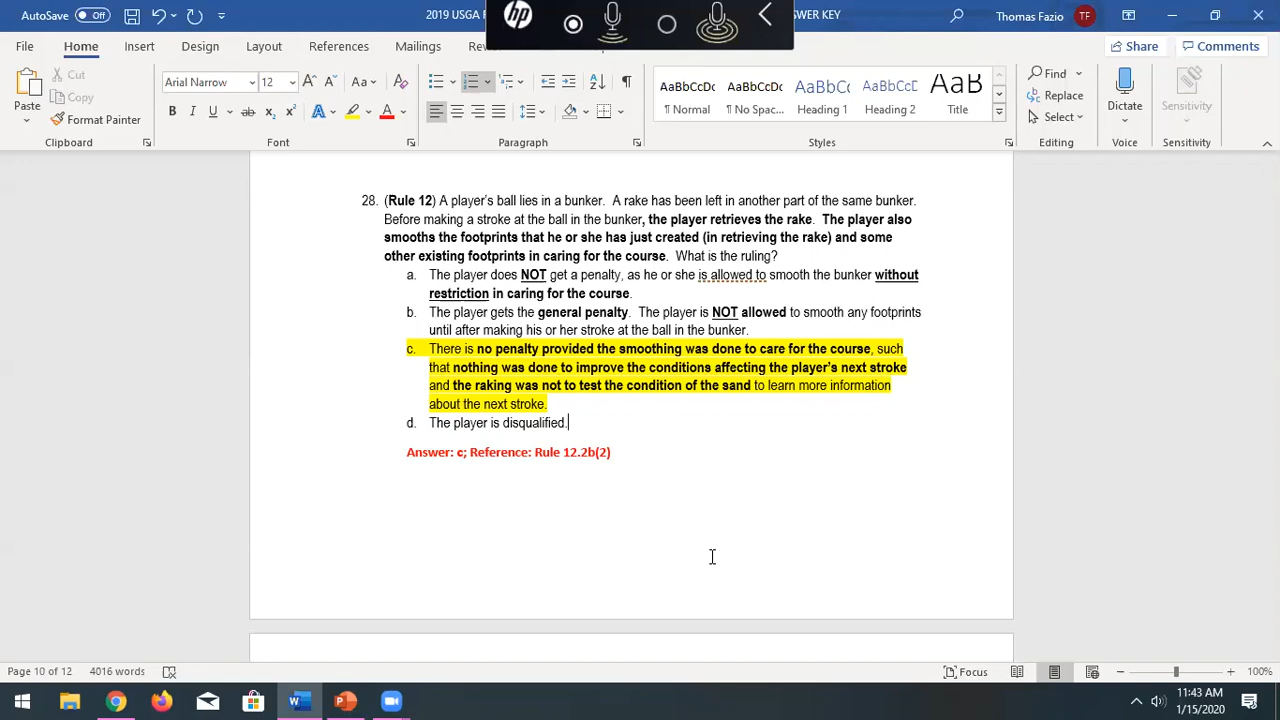 AutoSave Off
2019 USGA
SWER KEY
Thomas Fazio TF
hp
File Home Insert Design Layout References Mailings
Share Comments
Paste
Cut
Copy
Format Painter
Clipboard
Arial Narrow 12
Font
Paragraph
AaBbCcDc AaBbCcDc AaBbCc AaBbCcD AaB
¶ Normal ¶ No Spac... Heading 1 Heading 2 Title
Styles
Find
Replace
Select
Editing
Dictate
Voice
Sensitivity
Sensitivity
28. (Rule 12) A player's ball lies in a bunker. A rake has been left in another part of the same bunker.
Before making a stroke at the ball in the bunker, the player retrieves the rake. The player also
smooths the footprints that he or she has just created (in retrieving the rake) and some
other existing footprints in caring for the course. What is the ruling?
a. The player does NOT get a penalty, as he or she is allowed to smooth the bunker without
restriction in caring for the course.
b. The player gets the general penalty. The player is NOT allowed to smooth any footprints
until after making his or her stroke at the ball in the bunker.
c. There is no penalty provided the smoothing was done to care for the course, such
that nothing was done to improve the conditions affecting the player's next stroke
and the raking was not to test the condition of the sand to learn more information
about the next stroke.
d. The player is disqualified.
Answer: c; Reference: Rule 12.2b(2)
Page 10 of 12 4016 words
Focus
100%
11:43 AM
1/15/2020